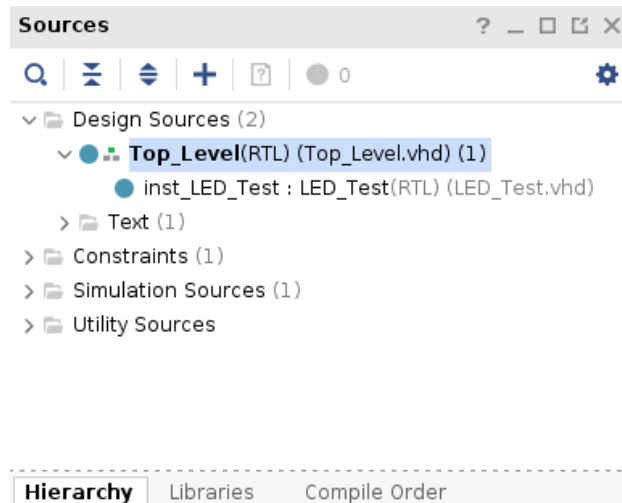 Sources
0
Design Sources (2)
Top_Level(RTL) (Top_Level.vhd) (1)
inst_LED_Test : LED_Test(RTL) (LED_Test.vhd)
Text (1)
Constraints (1)
Simulation Sources (1)
Utility Sources
Hierarchy Libraries Compile Order